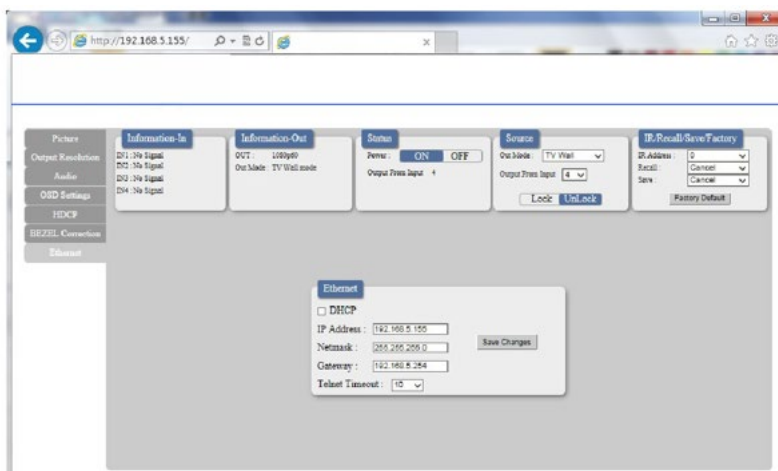 http://192.168.5.155/
Picture
Output Resolution
Audio
OSD Settings
HDCP
BEZEL Correction
Ethernet
Information-In
IN1 : No Signal
IN2 : No Signal
IN3 : No Signal
IN4 : No Signal
Information-Out
OUT : 1080p60
Out Mode : TV Wall mode
Status
Power : ON OFF
Output From Input 4
Source
Out Mode : TV Wall
Output From Input 4
Lock UnLock
IR/Recall/Save/Factory
IR Address : 0
Recall : Cancel
Save : Cancel
Factory Default
Ethernet
DHCP
IP Address : 192.168.5.155
Netmask : 255.255.255.0
Gateway : 192.168.5.254
Telnet Timeout : 10
Save Changes